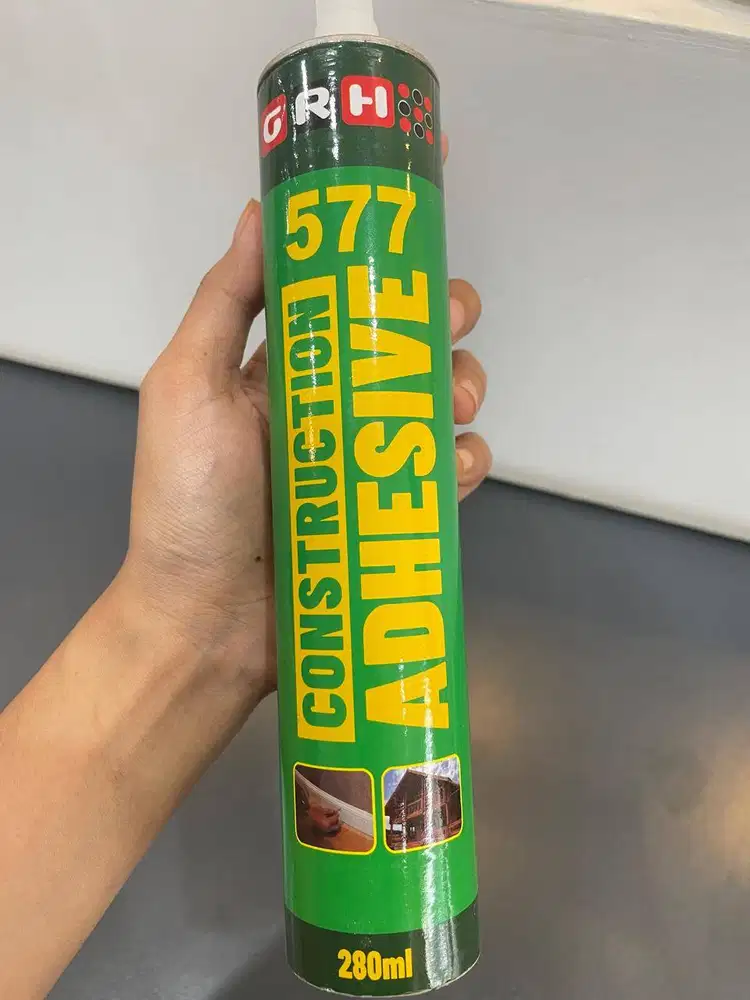 GRH
577
CONSTRUCTION
ADHESIVE
280ml